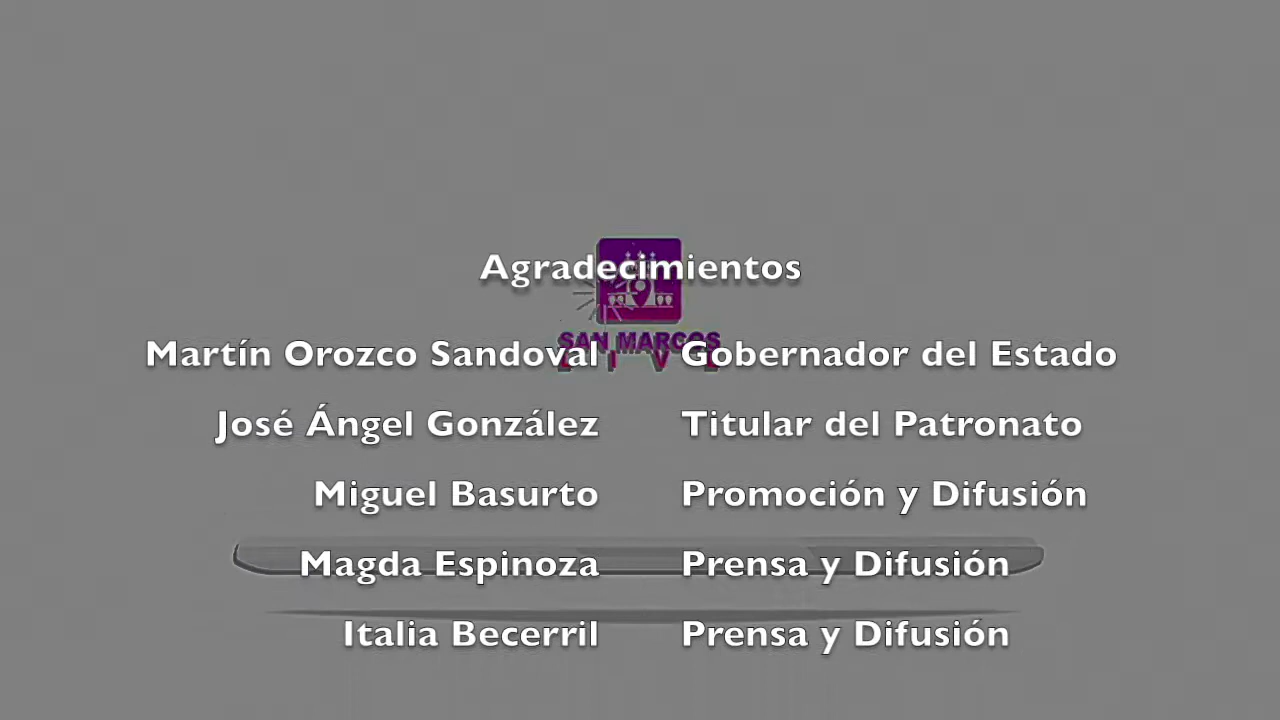 Agradecimientos
SAN MARCOS
LIVE
Martín Orozco Sandoval Gobernador del Estado
José Ángel González Titular del Patronato
Miguel Basurto Promoción y Difusión
Magda Espinoza Prensa y Difusión
Italia Becerril Prensa y Difusión